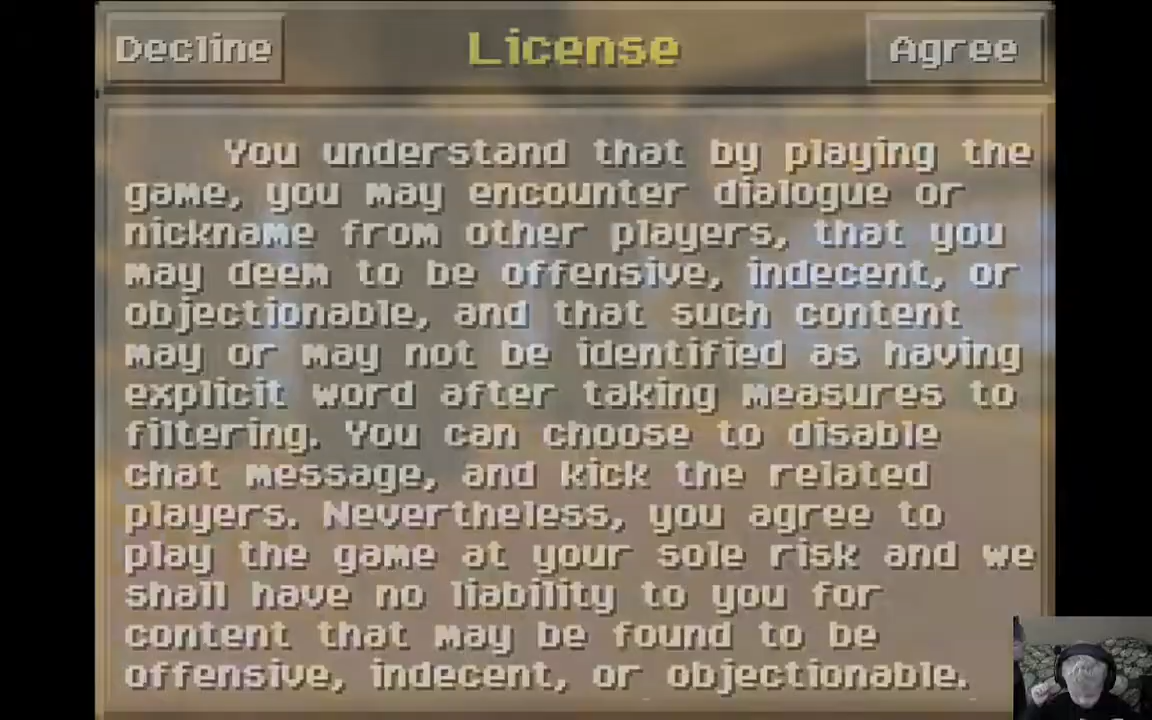 Decline License Agree
You understand that by playing the
game, you may encounter dialogue or
nickname from other players, that you
may deem to be offensive, indecent, or
objectionable, and that such content
may or may not be identified as having
explicit word after taking measures to
filtering. You can choose to disable
chat message, and kick the related
players. Nevertheless, you agree to
play the game at your sole risk and we
shall have no liability to you for
content that may be found to be
offensive, indecent, or objectionable.